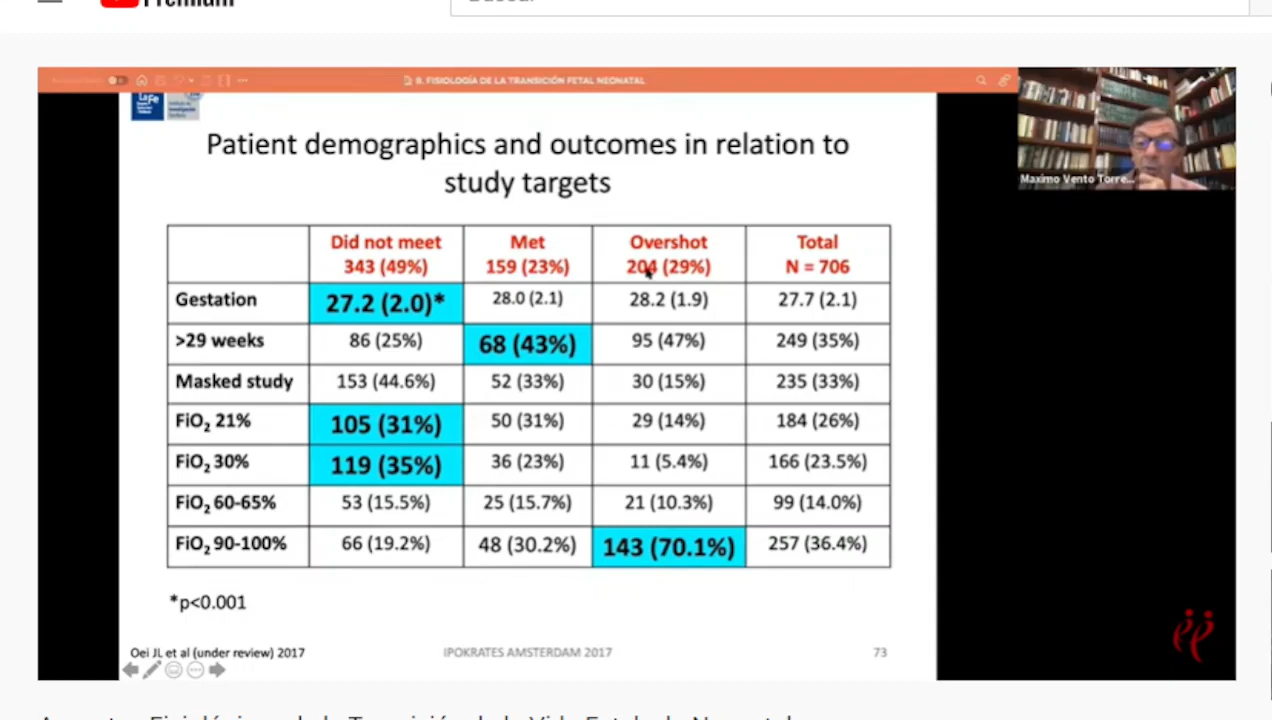 Premium
8. FISIOLOGÍA DE LA TRANSICIÓN FETAL NEONATAL
LaFe
Maximo Vento Torre...
Patient demographics and outcomes in relation to
study targets
Did not meet
343 (49%)
Met
159 (23%)
Overshot
204 (29%)
Total
N = 706
Gestation 27.2 (2.0)* 28.0 (2.1) 28.2 (1.9) 27.7 (2.1)
>29 weeks 86 (25%) 68 (43%) 95 (47%) 249 (35%)
Masked study 153 (44.6%) 52 (33%) 30 (15%) 235 (33%)
FiO₂ 21% 105 (31%) 50 (31%) 29 (14%) 184 (26%)
FiO₂ 30% 119 (35%) 36 (23%) 11 (5.4%) 166 (23.5%)
FiO₂ 60-65% 53 (15.5%) 25 (15.7%) 21 (10.3%) 99 (14.0%)
FiO₂ 90-100% 66 (19.2%) 48 (30.2%) 143 (70.1%) 257 (36.4%)
*p<0.001
Oei JL et al (under review) 2017 IPOKRATES AMSTERDAM 2017 73